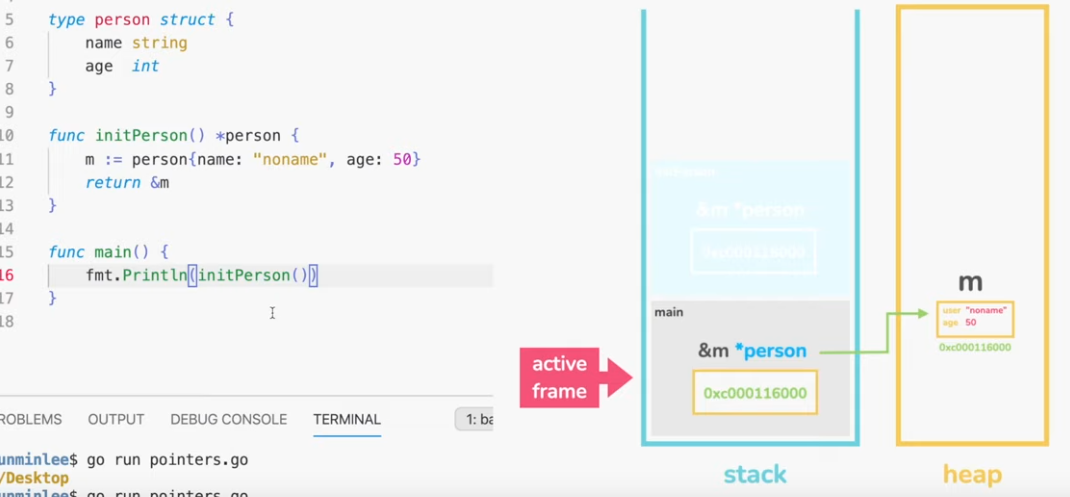 5 type person struct {
6 name string
7 age int
8 }
9
10 func initPerson() *person {
11 m := person{name: "noname", age: 50}
12 return &m
13 }
14
15 func main() {
16 fmt.Println(initPerson())
17 }
18
ROBLEMS OUTPUT DEBUG CONSOLE TERMINAL 1: ba
unminlee$ go run pointers.go
/Desktop
unminlee$ go run pointers.go
&m *person
0xc000116000
main
&m *person
0xc000116000
active
frame
stack
m
user "noname"
age 50
0xc000116000
heap